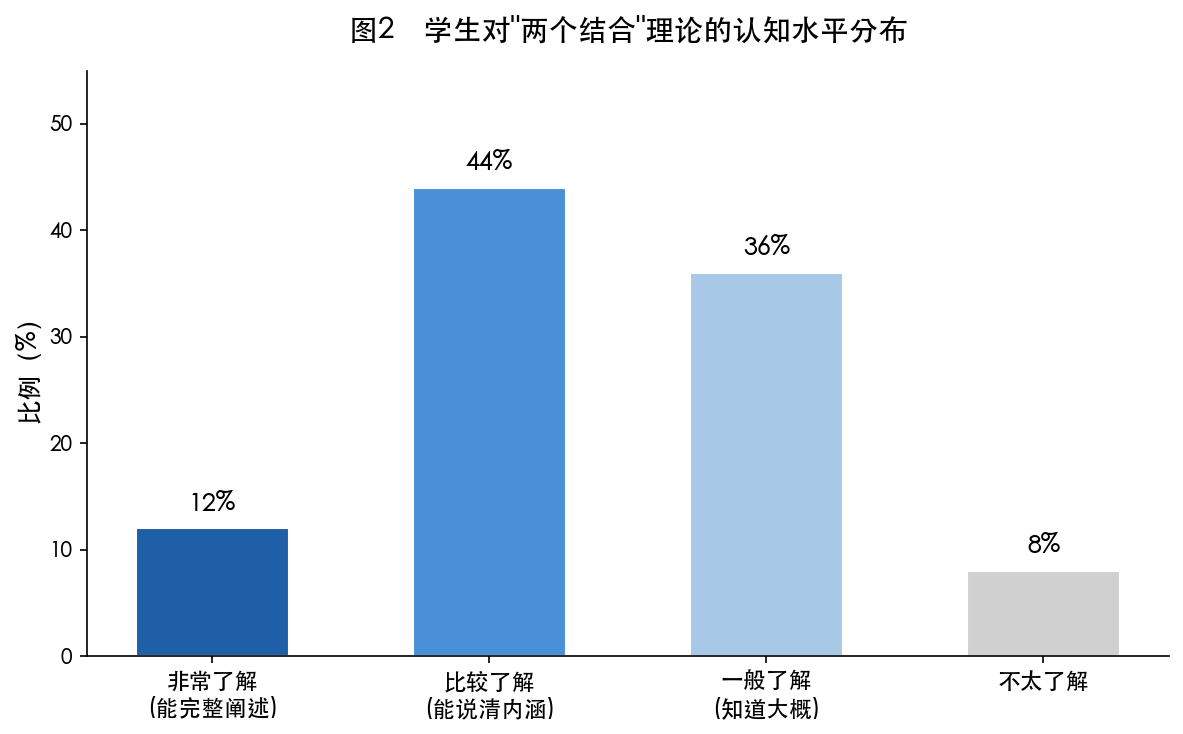 图2　学生对"两个结合"理论的认知水平分布
比例（%）
50
40
30
20
10
0
12%
44%
36%
8%
非常了解
(能完整阐述)
比较了解
(能说清内涵)
一般了解
(知道大概)
不太了解